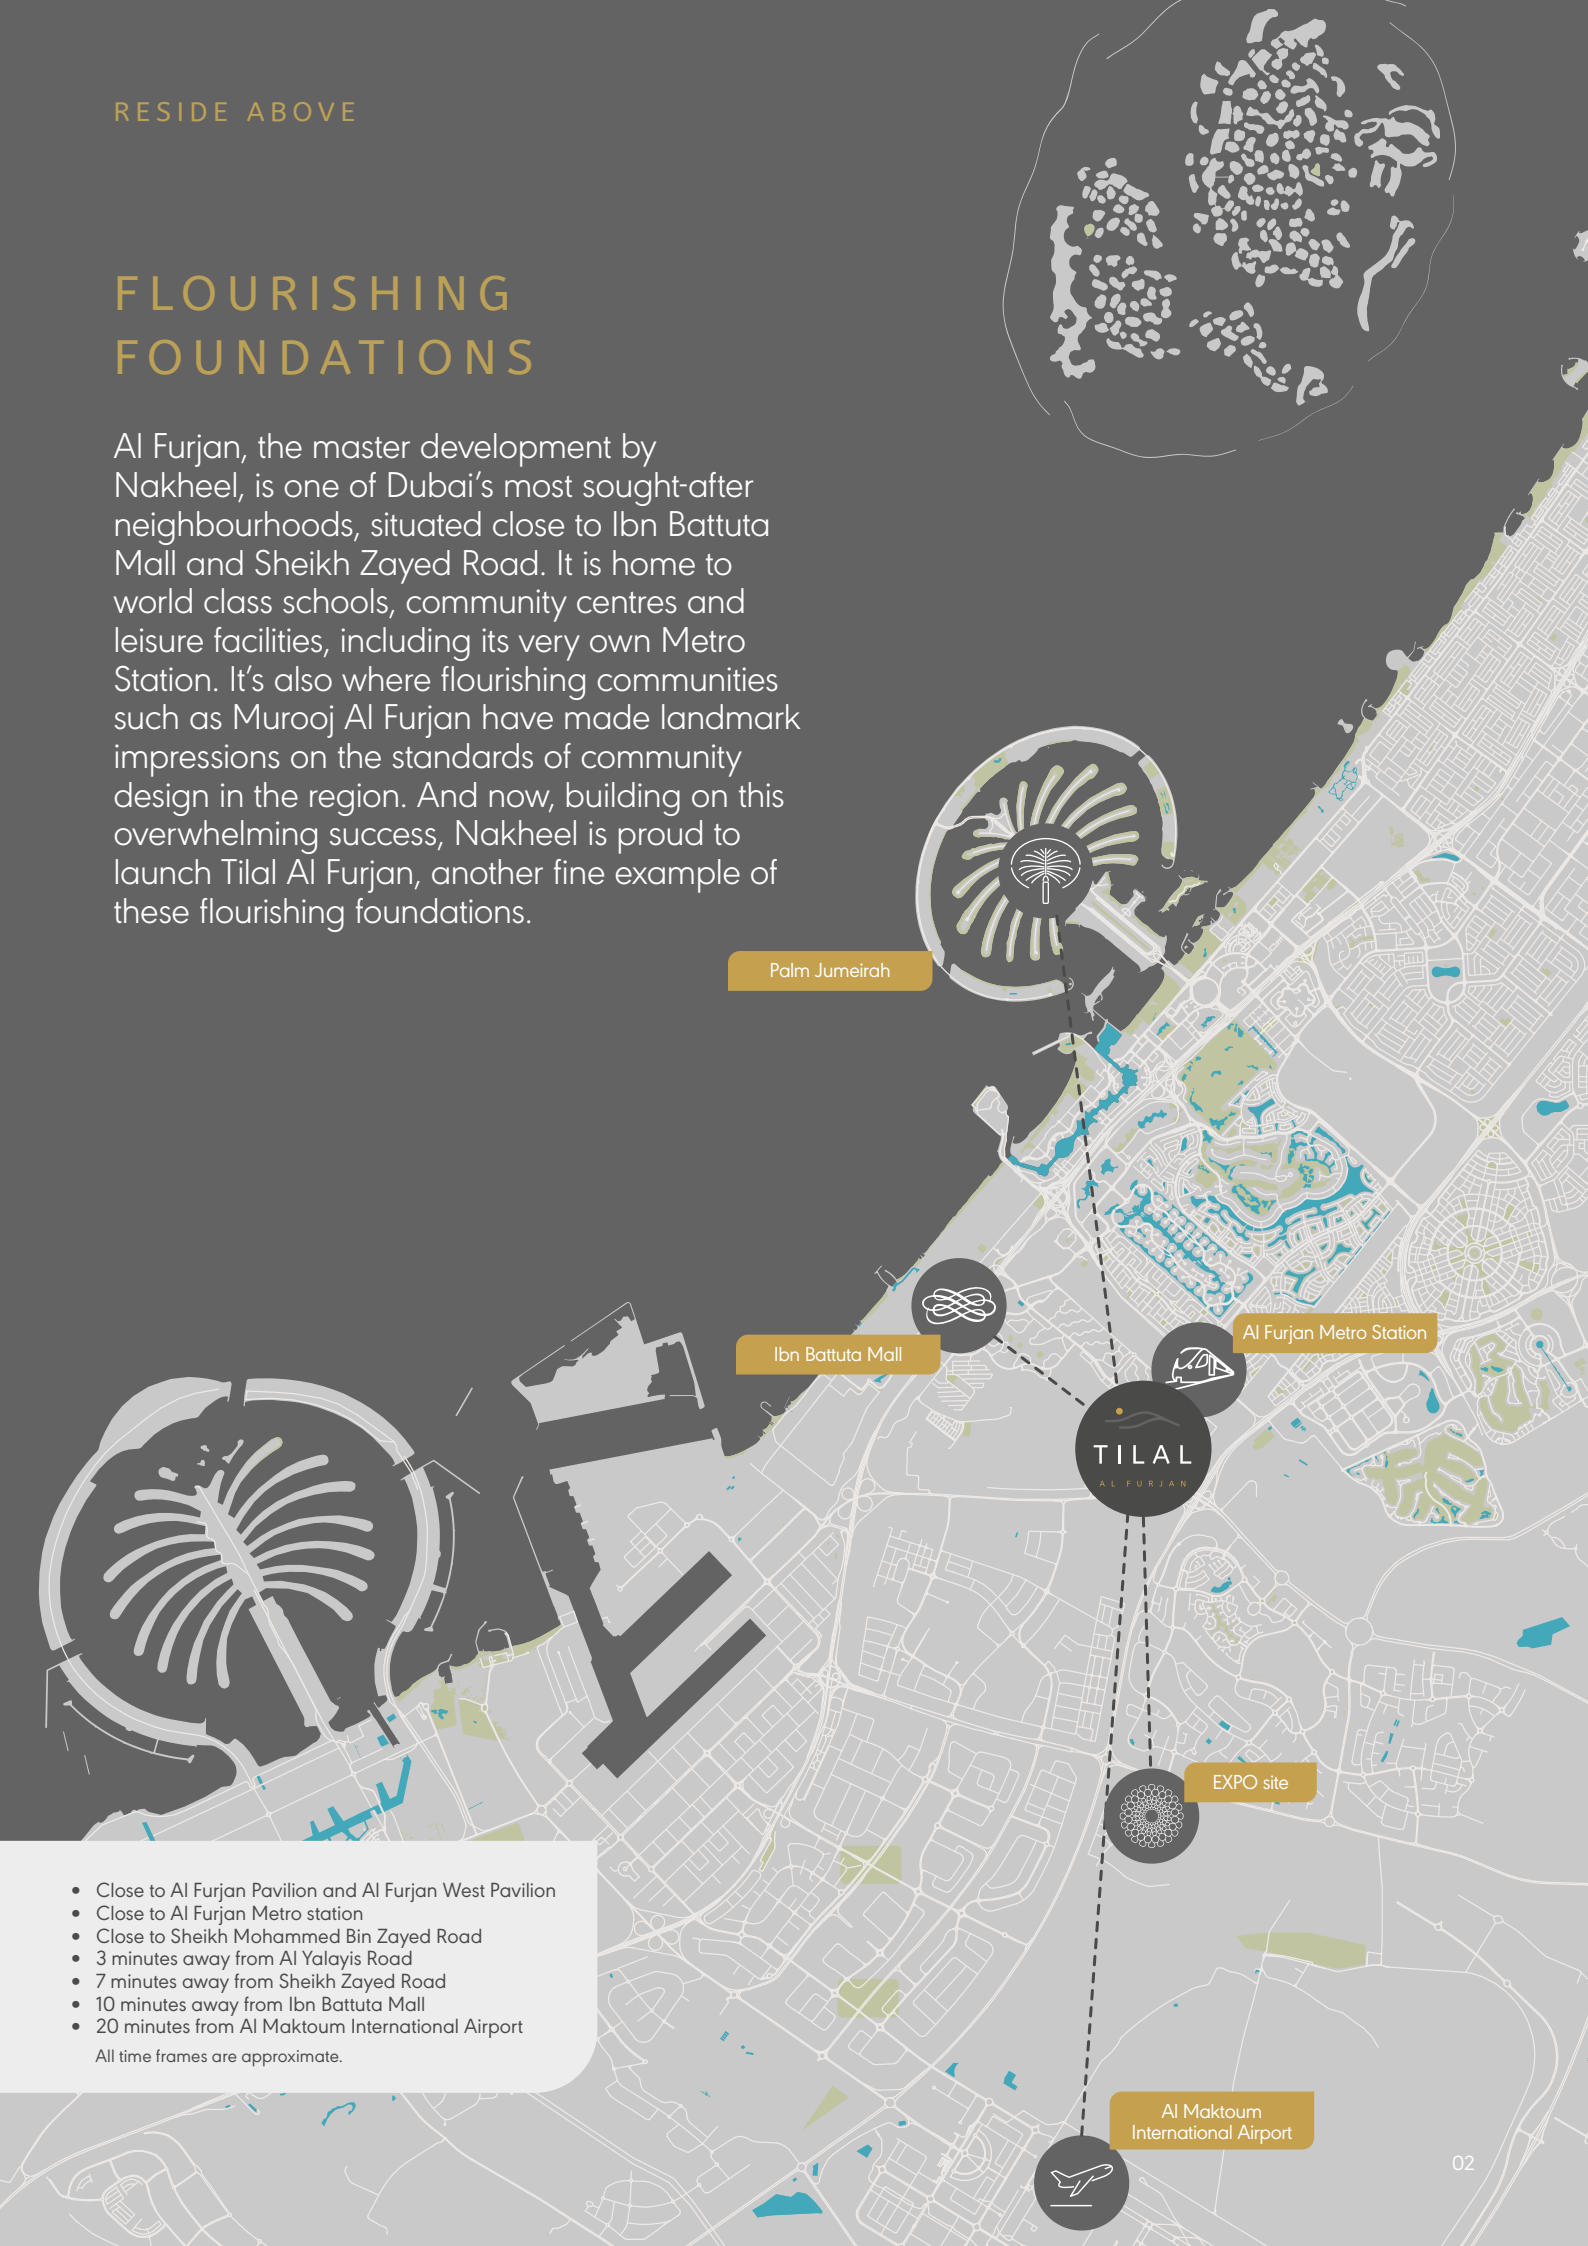 RESIDE ABOVE
FLOURISHING
FOUNDATIONS
Al Furjan, the master development by
Nakheel, is one of Dubai's most sought-after
neighbourhoods, situated close to Ibn Battuta
Mall and Sheikh Zayed Road. It is home to
world class schools, community centres and
leisure facilities, including its very own Metro
Station. It's also where flourishing communities
such as Murooj Al Furjan have made landmark
impressions on the standards of community
design in the region. And now, building on this
overwhelming success, Nakheel is proud to
launch Tilal Al Furjan, another fine example of
these flourishing foundations.
Palm Jumeirah
Al Furjan Metro Station
Ibn Battuta Mall
TILAL
AL FURJAN
EXPO site
• Close to Al Furjan Pavilion and Al Furjan West Pavilion
• Close to Al Furjan Metro station
• Close to Sheikh Mohammed Bin Zayed Road
• 3 minutes away from Al Yalayis Road
• 7 minutes away from Sheikh Zayed Road
• 10 minutes away from Ibn Battuta Mall
• 20 minutes from Al Maktoum International Airport
All time frames are approximate.
Al Maktoum
International Airport
02